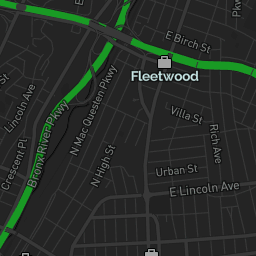 E Birch St
Pkwy
Fleetwood
Lincoln Ave
N Mac Questen Pkwy
Villa St
Rich Ave
Crescent Pl
Bronx River Pkwy
N High St
Urban St
E Lincoln Ave